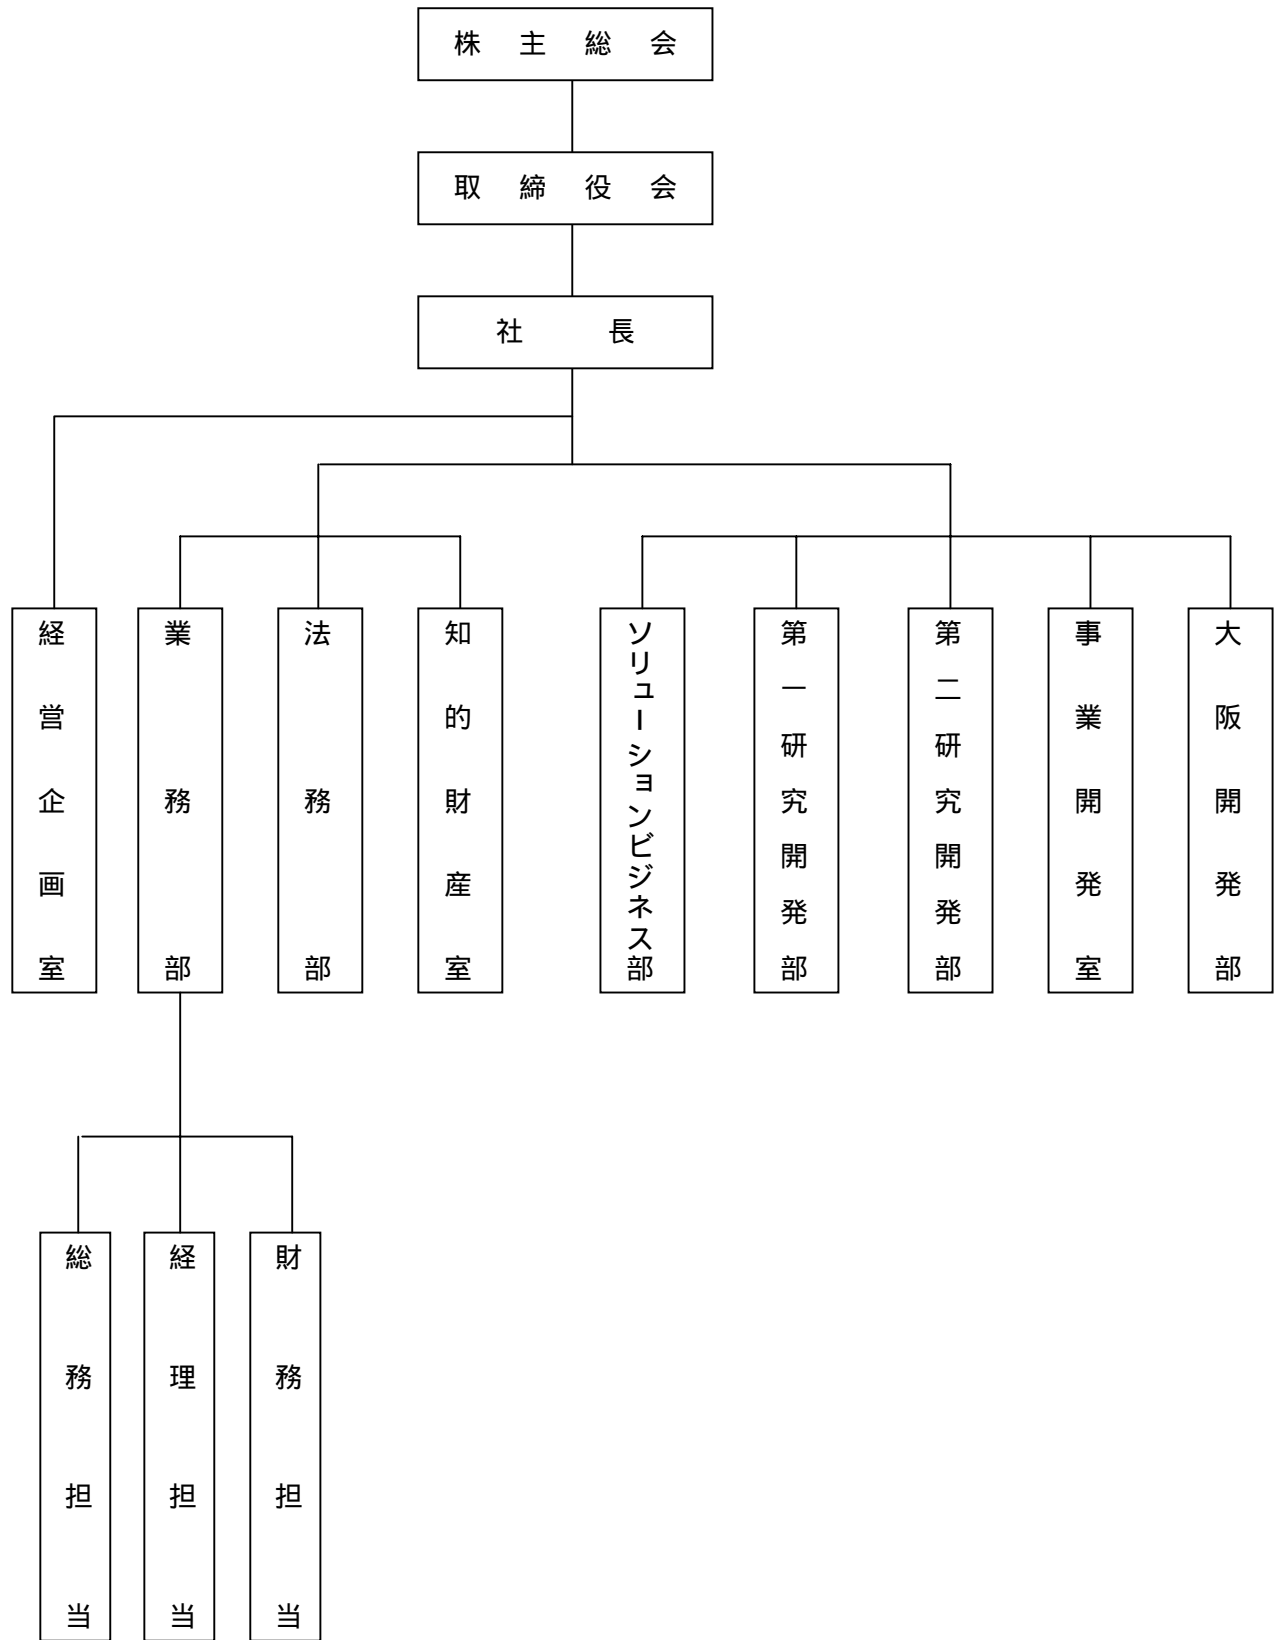 株主総会
取締役会
社長
経営企画室
業務部
法務部
知的財産室
ソリューションビジネス部
第一研究開発部
第二研究開発部
事業開発室
大阪開発部
総務担当
経理担当
財務担当